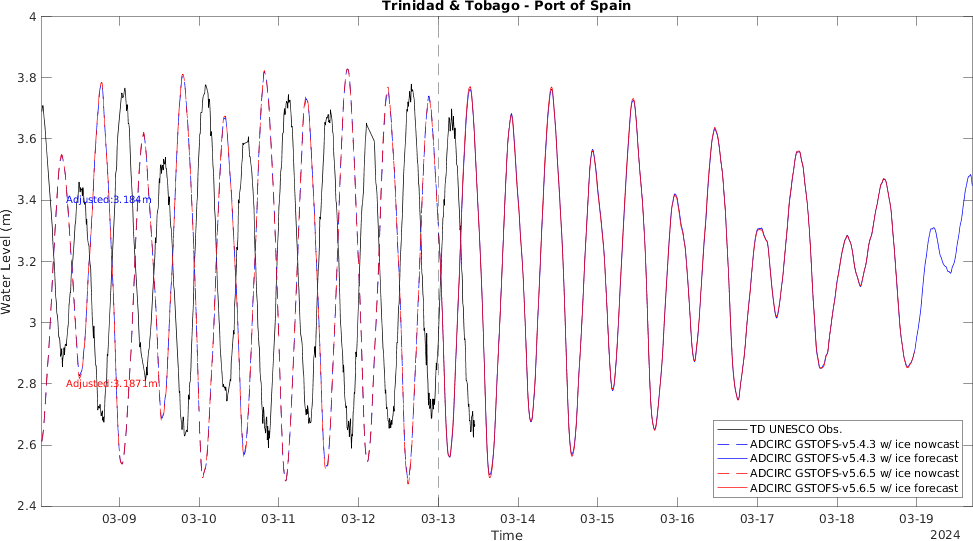 Trinidad & Tobago - Port of Spain
4
3.8
3.6
3.4
3.2
3
2.8
2.6
2.4
Water Level (m)
Adjusted:3.184m
Adjusted:3.1871m
TD UNESCO Obs.
ADCIRC GSTOFS-v5.4.3 w/ ice nowcast
ADCIRC GSTOFS-v5.4.3 w/ ice forecast
ADCIRC GSTOFS-v5.6.5 w/ ice nowcast
ADCIRC GSTOFS-v5.6.5 w/ ice forecast
03-09 03-10 03-11 03-12 03-13 03-14 03-15 03-16 03-17 03-18 03-19
Time
2024